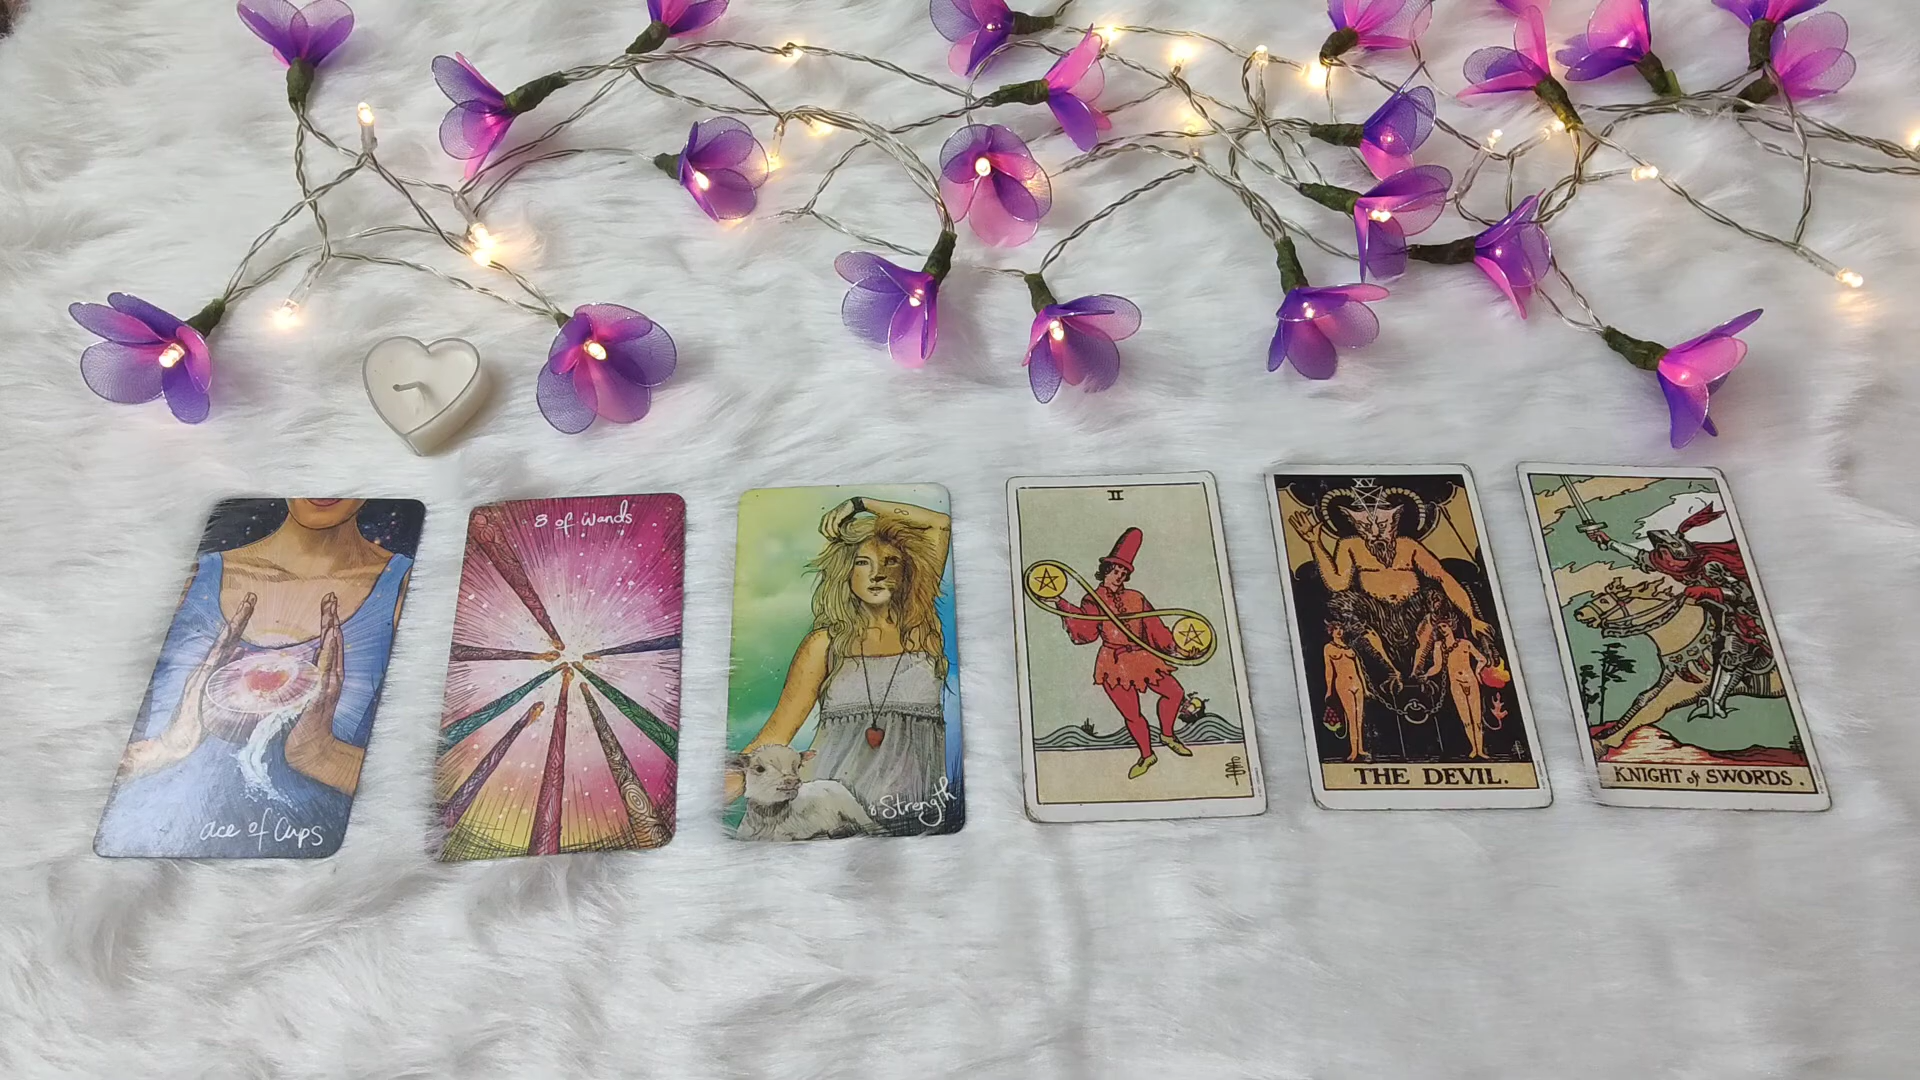 ace of Cups
8 of Wands
8 Strength
II
XV
THE DEVIL.
KNIGHT of SWORDS.